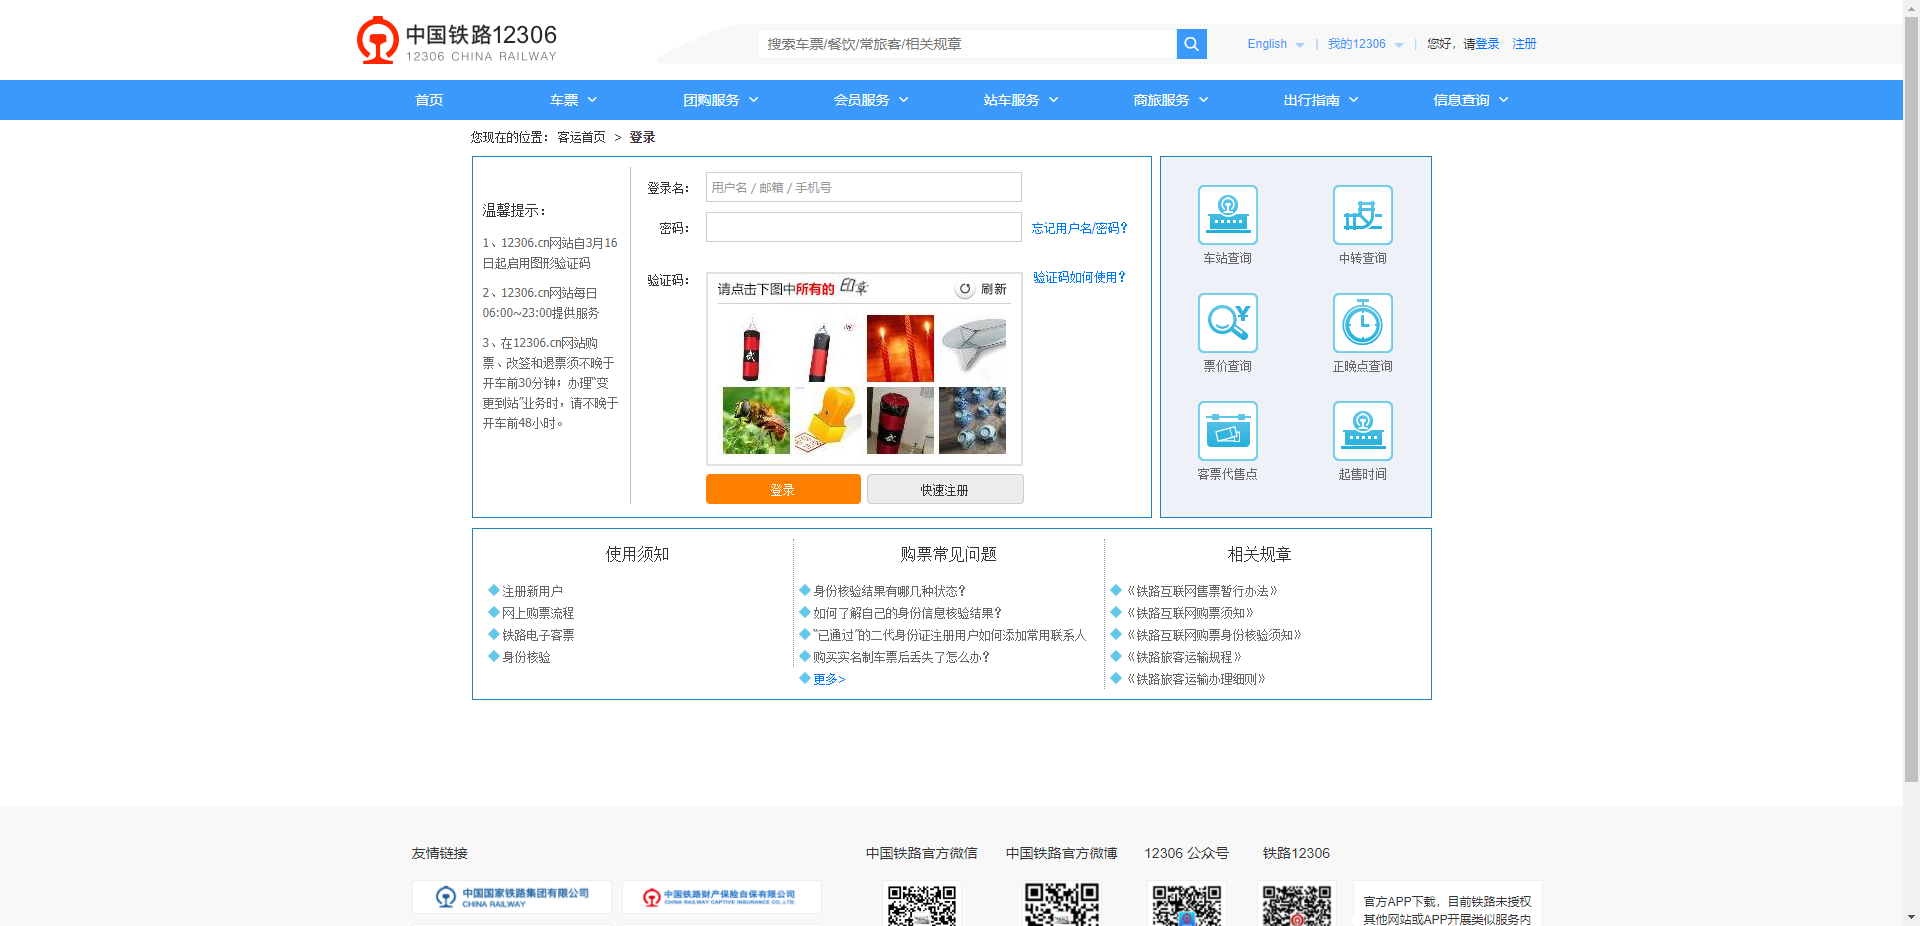 中国铁路12306
12306 CHINA RAILWAY
搜索车票/餐饮/常旅客/相关规章
English | 我的12306 | 您好，请登录 注册
首页 车票 团购服务 会员服务 站车服务 商旅服务 出行指南 信息查询
您现在的位置：客运首页 > 登录
温馨提示：
1、12306.cn网站自3月16
日起启用图形验证码
2、12306.cn网站每日
06:00~23:00提供服务
3、在12306.cn网站购
票、改签和退票须不晚于
开车前30分钟；办理“变
更到站”业务时，请不晚于
开车前48小时。
登录名： 用户名 / 邮箱 / 手机号
密码： 忘记用户名/密码？
验证码： 验证码如何使用？
请点击下图中所有的 印章 刷新
登录 快速注册
车站查询 中转查询
票价查询 正晚点查询
客票代售点 起售时间
使用须知
注册新用户
网上购票流程
铁路电子客票
身份核验
购票常见问题
身份核验结果有哪几种状态？
如何了解自己的身份信息核验结果？
“已通过”的二代身份证注册用户如何添加常用联系人
购买实名制车票后丢失了怎么办？
更多>
相关规章
《铁路互联网售票暂行办法》
《铁路互联网购票须知》
《铁路互联网购票身份核验须知》
《铁路旅客运输规程》
《铁路旅客运输办理细则》
友情链接
中国国家铁路集团有限公司
CHINA RAILWAY
中国铁路财产保险自保有限公司
CHINA RAILWAY CAPTIVE INSURANCE CO.,LTD.
中国铁路官方微信 中国铁路官方微博 12306 公众号 铁路12306
官方APP下载，目前铁路未授权
其他网站或APP开展类似服务内